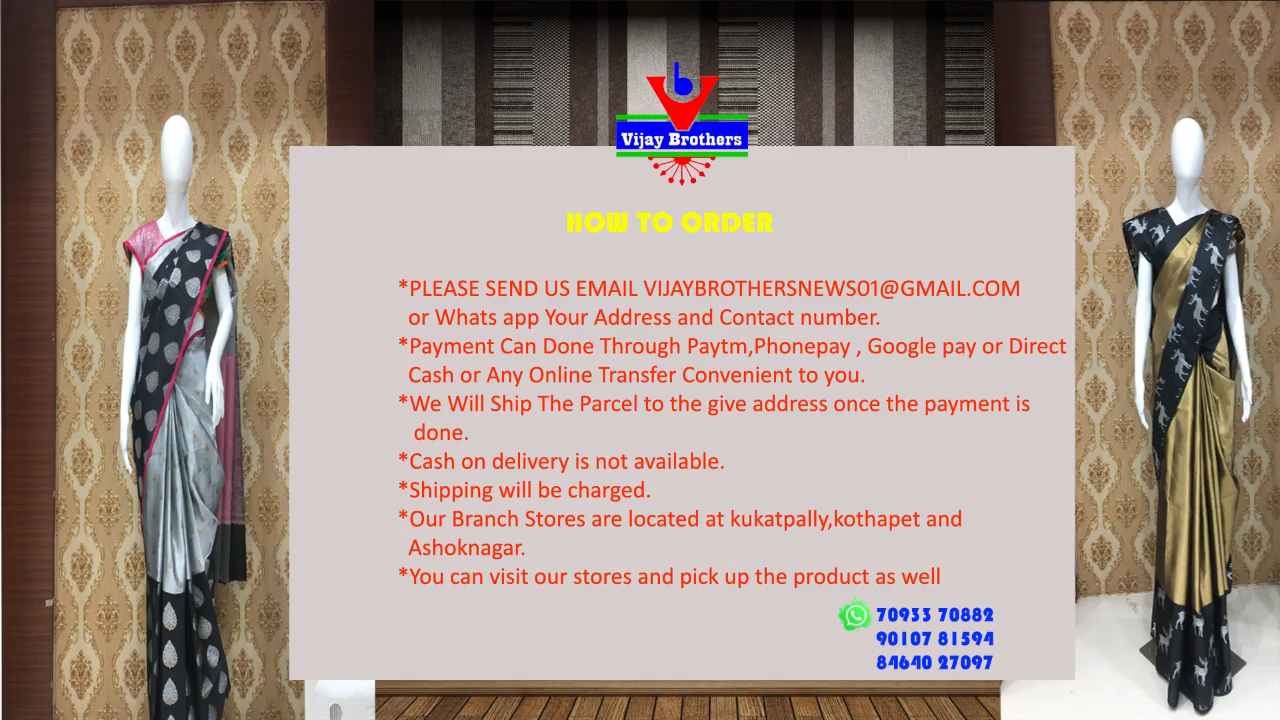 b
Vijay Brothers
HOW TO ORDER
*PLEASE SEND US EMAIL VIJAYBROTHERSNEWS01@GMAIL.COM
or Whats app Your Address and Contact number.
*Payment Can Done Through Paytm,Phonepay , Google pay or Direct
Cash or Any Online Transfer Convenient to you.
*We Will Ship The Parcel to the give address once the payment is
done.
*Cash on delivery is not available.
*Shipping will be charged.
*Our Branch Stores are located at kukatpally,kothapet and
Ashoknagar.
*You can visit our stores and pick up the product as well
70933 70882
90107 81594
84640 27097